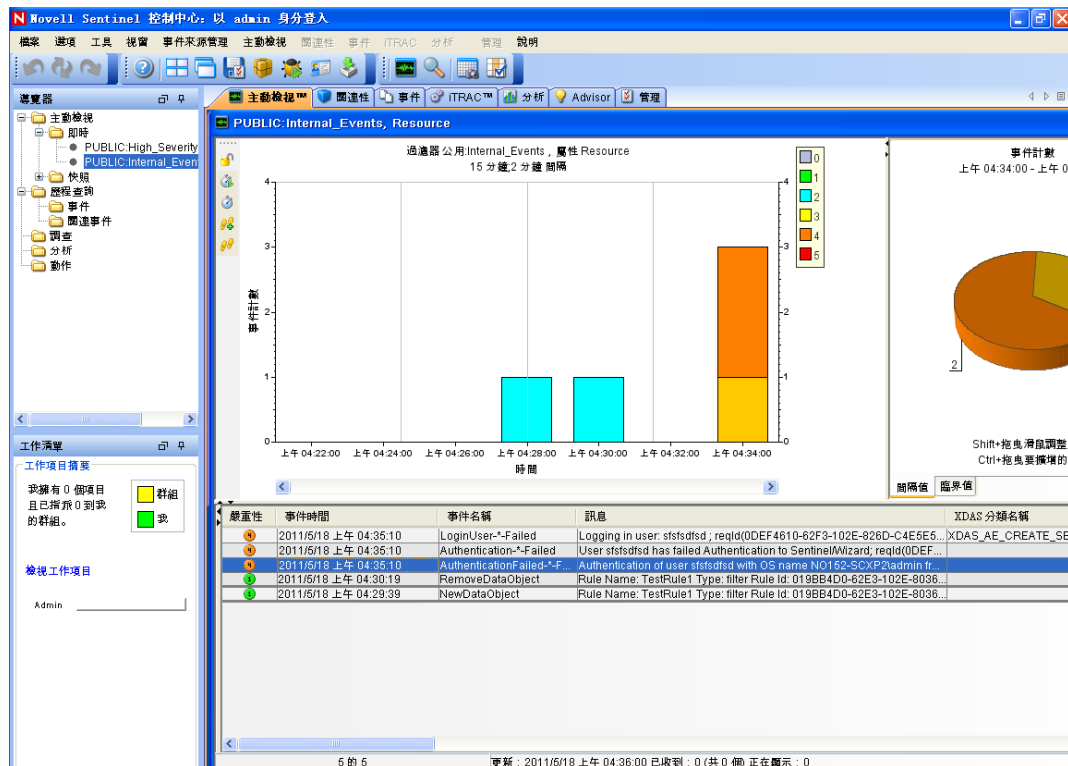 Novell Sentinel 控制中心: 以 admin 身分登入
檔案 選項 工具 視窗 事件來源管理 主動檢視 關連性 事件 iTRAC 分析 管理 說明
導覽器
主動檢視™ 關連性 事件 iTRAC™ 分析 Advisor 管理
主動檢視
即時
PUBLIC:High_Severity
PUBLIC:Internal_Even
快照
歷程查詢
事件
關連事件
調查
分析
動作
PUBLIC:Internal_Events, Resource
過濾器 公用:Internal_Events , 屬性 Resource
15 分鐘;2 分鐘 間隔
事件計數
4
3
2
1
0
4
3
2
1
0
上午 04:22:00 上午 04:24:00 上午 04:26:00 上午 04:28:00 上午 04:30:00 上午 04:32:00 上午 04:34:00
時間
0
1
2
3
4
5
事件計數
上午 04:34:00 - 上午 0
2
Shift+拖曳滑鼠調整
Ctrl+拖曳要擴增的
間隔值 臨界值
工作清單
工作項目摘要
我擁有 0 個項目
且已指派 0 到我
的群組。
群組
我
檢視工作項目
Admin
嚴重性 事件時間 事件名稱 訊息 XDAS 分類名稱
4 2011/5/18 上午 04:35:10 LoginUser-*-Failed Logging in user: sfsfsdfsd ; reqId(0DEF4610-62F3-102E-826D-C4E5E5... XDAS_AE_CREATE_SE
4 2011/5/18 上午 04:35:10 Authentication-*-Failed User sfsfsdfsd has failed Authentication to Sentinel/Wizard; reqId(0DEF...
4 2011/5/18 上午 04:35:10 AuthenticationFailed-*-F... Authentication of user sfsfsdfsd with OS name NO152-SCXP2\admin fr...
1 2011/5/18 上午 04:30:19 RemoveDataObject Rule Name: TestRule1 Type: filter Rule Id: 019BB4D0-62E3-102E-8036...
1 2011/5/18 上午 04:29:39 NewDataObject Rule Name: TestRule1 Type: filter Rule Id: 019BB4D0-62E3-102E-8036...
5 的 5 更新 : 2011/5/18 上午 04:36:00 已收到 : 0 (共 0 個) 正在顯示 : 0